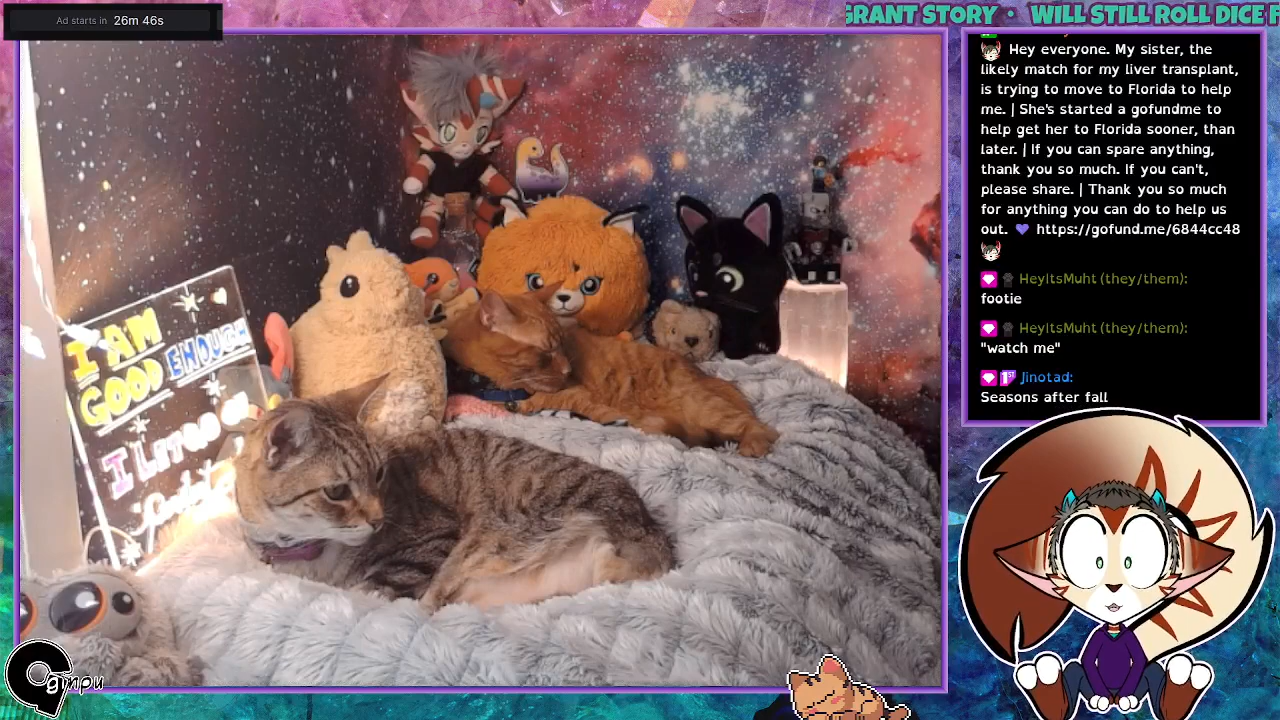 Ad starts in 26m 46s
GRANT STORY • WILL STILL ROLL DICE F
Hey everyone. My sister, the
likely match for my liver transplant,
is trying to move to Florida to help
me. | She's started a gofundme to
help get her to Florida sooner, than
later. | If you can spare anything,
thank you so much. If you can't,
please share. | Thank you so much
for anything you can do to help us
out. 💜 https://gofund.me/6844cc48
HeyItsMuht (they/them):
footie
HeyItsMuht (they/them):
"watch me"
1ST Jinotad:
Seasons after fall
I AM
GOOD ENOUGH
I
ginpu